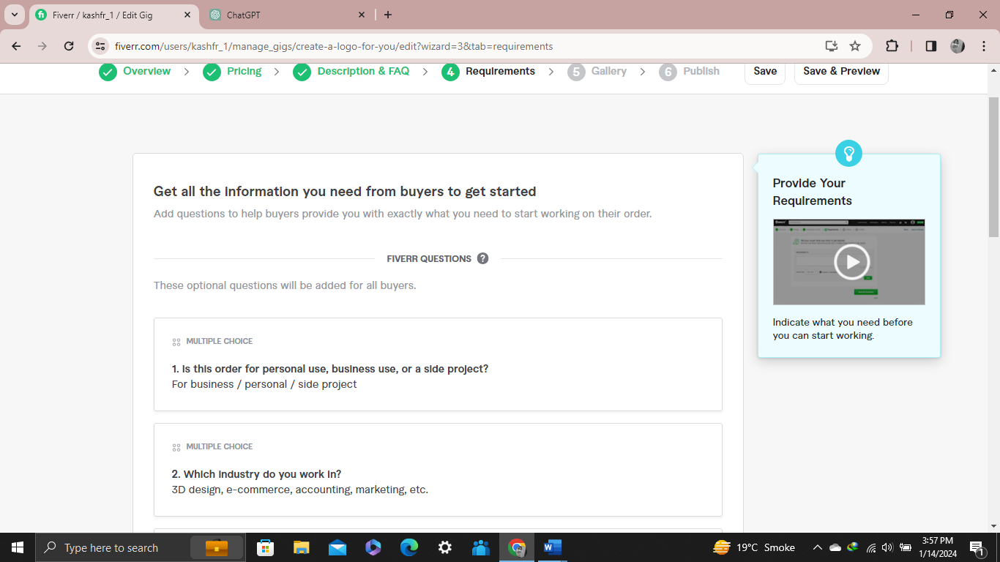 Fiverr / kashfr_1 / Edit Gig
ChatGPT
fiverr.com/users/kashfr_1/manage_gigs/create-a-logo-for-you/edit?wizard=3&tab=requirements
Overview
Pricing
Description & FAQ
4 Requirements
5 Gallery
6 Publish
Save
Save & Preview
Get all the information you need from buyers to get started
Add questions to help buyers provide you with exactly what you need to start working on their order.
FIVERR QUESTIONS ?
These optional questions will be added for all buyers.
MULTIPLE CHOICE
1. Is this order for personal use, business use, or a side project?
For business / personal / side project
MULTIPLE CHOICE
2. Which industry do you work in?
3D design, e-commerce, accounting, marketing, etc.
Provide Your
Requirements
Indicate what you need before
you can start working.
Type here to search
19°C Smoke
3:57 PM
1/14/2024
1